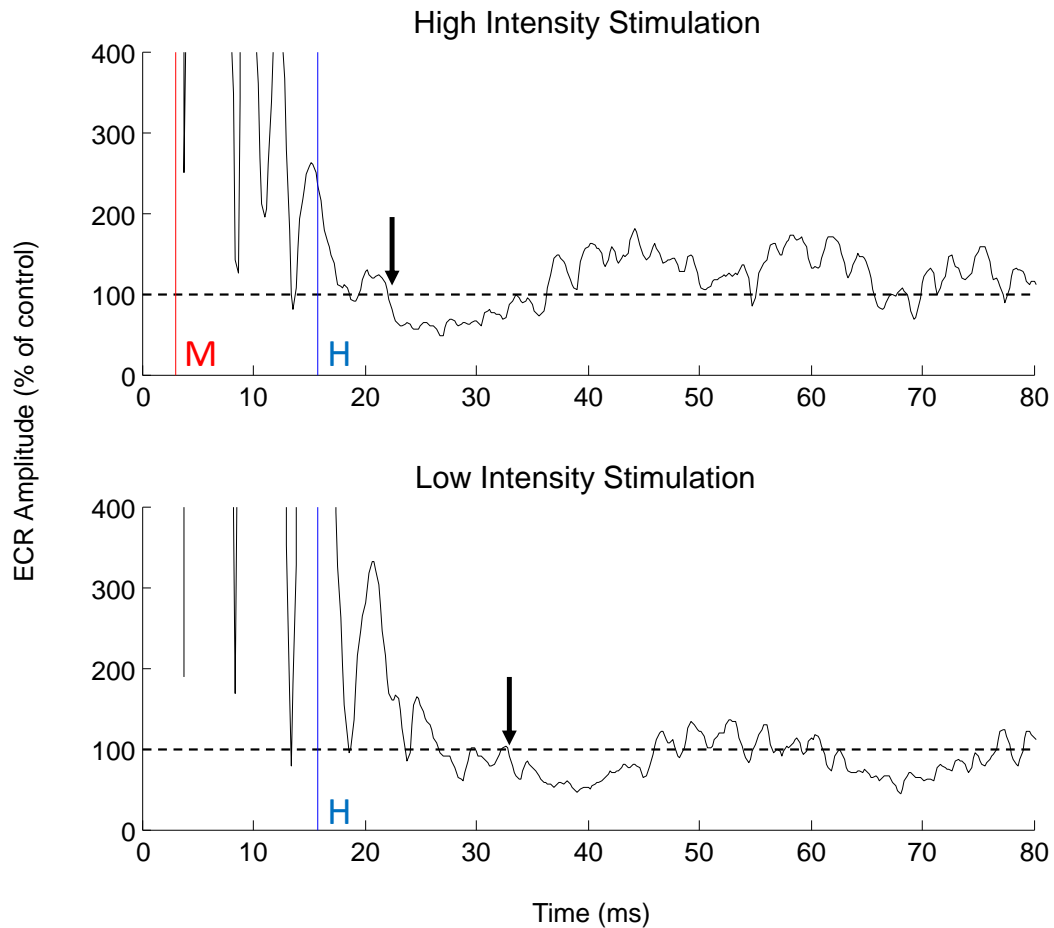 High Intensity Stimulation
ECR Amplitude (% of control)
400
300
200
100
0
M
H
0 10 20 30 40 50 60 70 80
Low Intensity Stimulation
400
300
200
100
0
H
0 10 20 30 40 50 60 70 80
Time (ms)